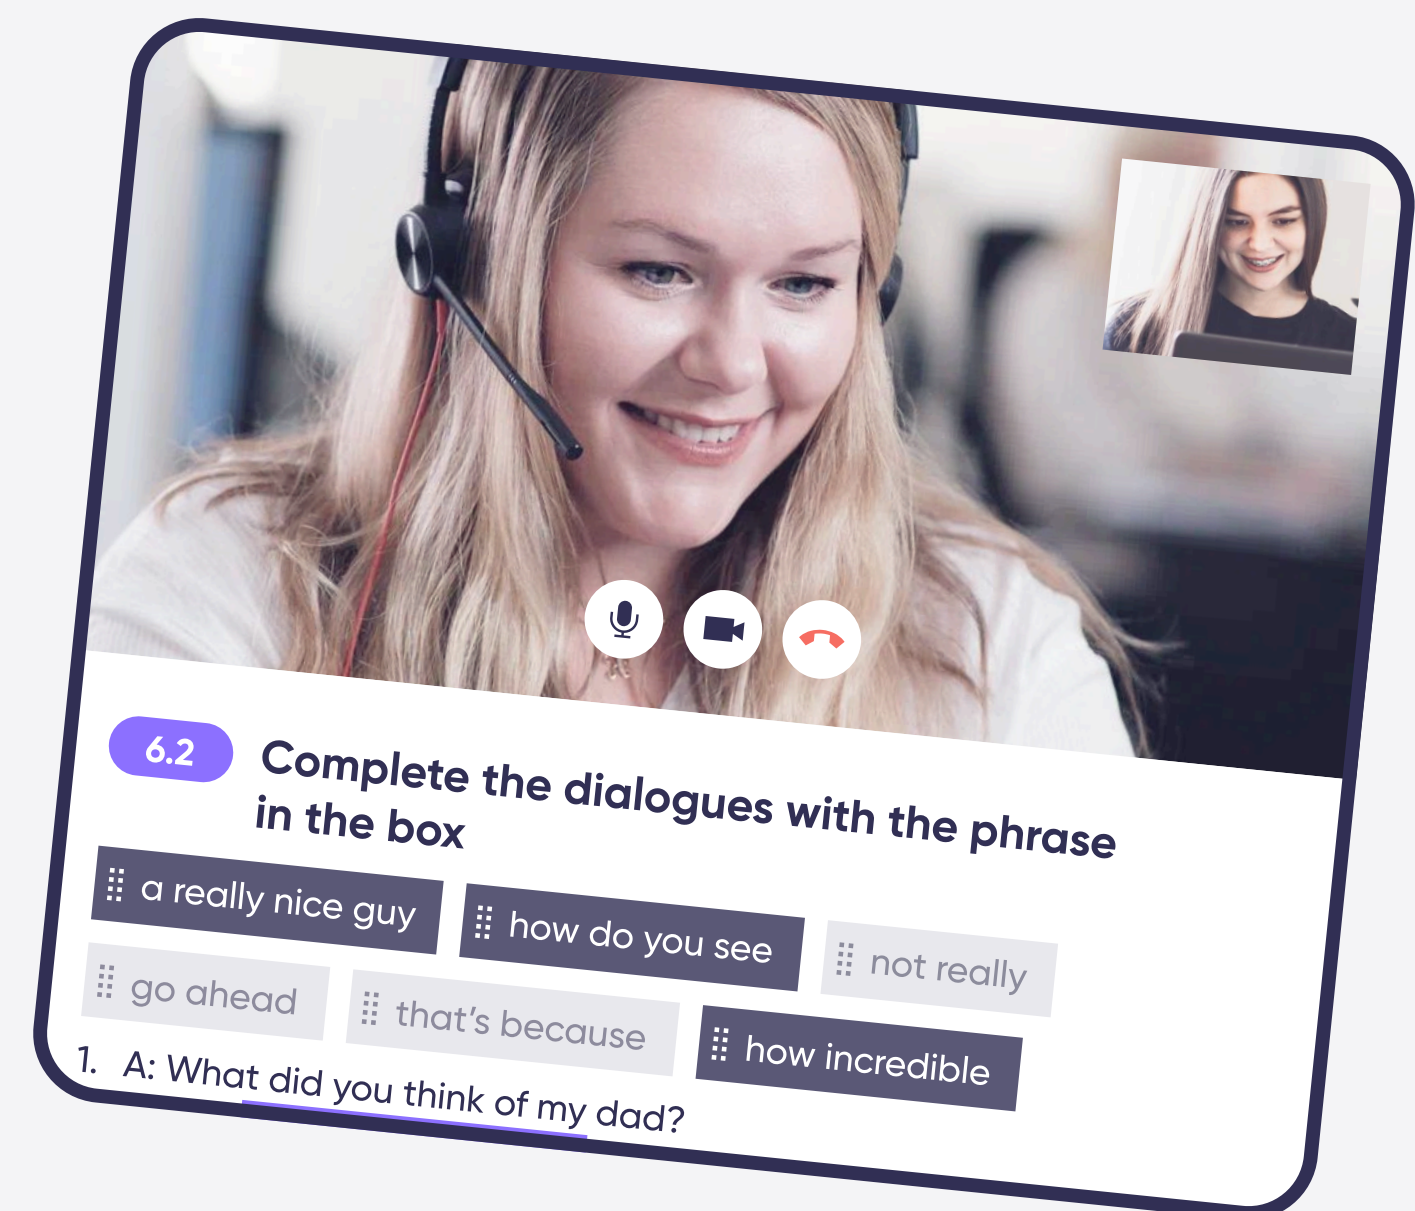 6.2 Complete the dialogues with the phrase
in the box
a really nice guy how do you see not really
go ahead that's because how incredible
1. A: What did you think of my dad?